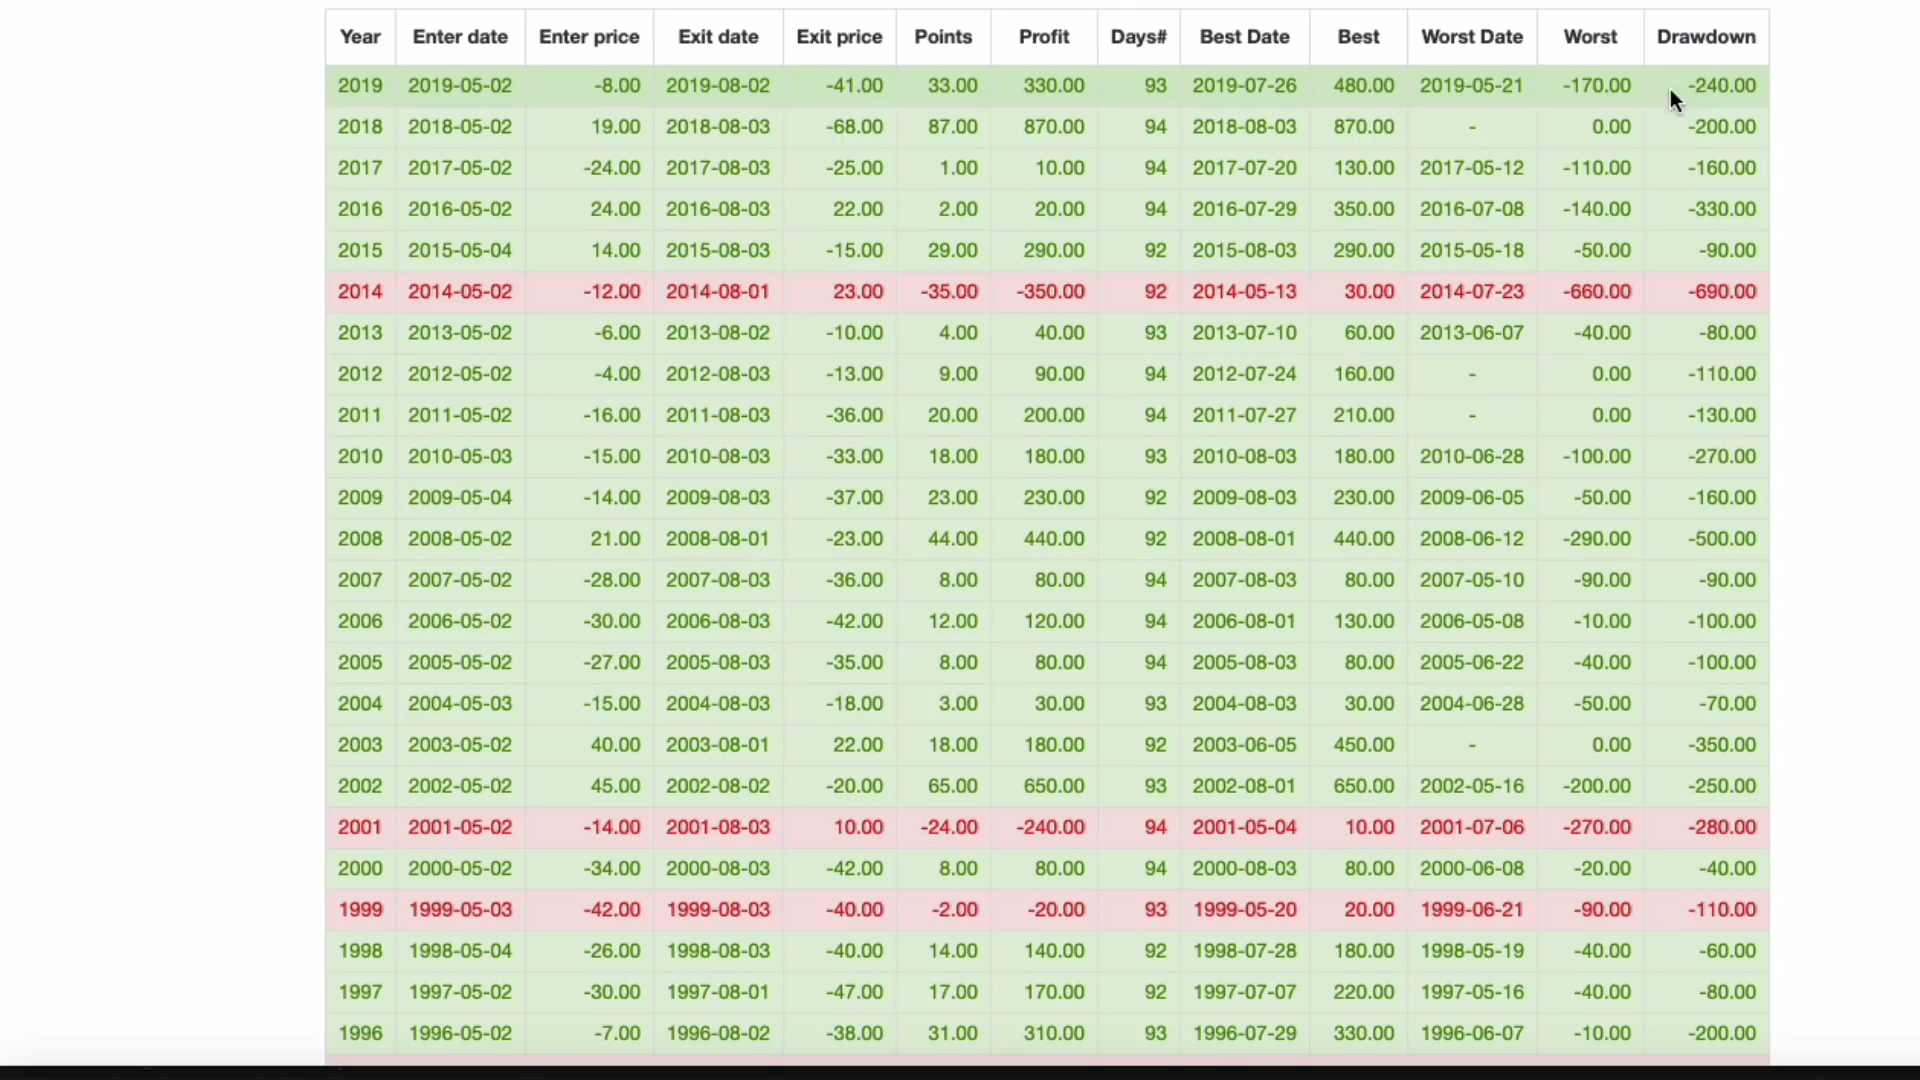 Year Enter date Enter price Exit date Exit price Points Profit Days# Best Date Best Worst Date Worst Drawdown
2019 2019-05-02 -8.00 2019-08-02 -41.00 33.00 330.00 93 2019-07-26 480.00 2019-05-21 -170.00 -240.00
2018 2018-05-02 19.00 2018-08-03 -68.00 87.00 870.00 94 2018-08-03 870.00 - 0.00 -200.00
2017 2017-05-02 -24.00 2017-08-03 -25.00 1.00 10.00 94 2017-07-20 130.00 2017-05-12 -110.00 -160.00
2016 2016-05-02 24.00 2016-08-03 22.00 2.00 20.00 94 2016-07-29 350.00 2016-07-08 -140.00 -330.00
2015 2015-05-04 14.00 2015-08-03 -15.00 29.00 290.00 92 2015-08-03 290.00 2015-05-18 -50.00 -90.00
2014 2014-05-02 -12.00 2014-08-01 23.00 -35.00 -350.00 92 2014-05-13 30.00 2014-07-23 -660.00 -690.00
2013 2013-05-02 -6.00 2013-08-02 -10.00 4.00 40.00 93 2013-07-10 60.00 2013-06-07 -40.00 -80.00
2012 2012-05-02 -4.00 2012-08-03 -13.00 9.00 90.00 94 2012-07-24 160.00 - 0.00 -110.00
2011 2011-05-02 -16.00 2011-08-03 -36.00 20.00 200.00 94 2011-07-27 210.00 - 0.00 -130.00
2010 2010-05-03 -15.00 2010-08-03 -33.00 18.00 180.00 93 2010-08-03 180.00 2010-06-28 -100.00 -270.00
2009 2009-05-04 -14.00 2009-08-03 -37.00 23.00 230.00 92 2009-08-03 230.00 2009-06-05 -50.00 -160.00
2008 2008-05-02 21.00 2008-08-01 -23.00 44.00 440.00 92 2008-08-01 440.00 2008-06-12 -290.00 -500.00
2007 2007-05-02 -28.00 2007-08-03 -36.00 8.00 80.00 94 2007-08-03 80.00 2007-05-10 -90.00 -90.00
2006 2006-05-02 -30.00 2006-08-03 -42.00 12.00 120.00 94 2006-08-01 130.00 2006-05-08 -10.00 -100.00
2005 2005-05-02 -27.00 2005-08-03 -35.00 8.00 80.00 94 2005-08-03 80.00 2005-06-22 -40.00 -100.00
2004 2004-05-03 -15.00 2004-08-03 -18.00 3.00 30.00 93 2004-08-03 30.00 2004-06-28 -50.00 -70.00
2003 2003-05-02 40.00 2003-08-01 22.00 18.00 180.00 92 2003-06-05 450.00 - 0.00 -350.00
2002 2002-05-02 45.00 2002-08-02 -20.00 65.00 650.00 93 2002-08-01 650.00 2002-05-16 -200.00 -250.00
2001 2001-05-02 -14.00 2001-08-03 10.00 -24.00 -240.00 94 2001-05-04 10.00 2001-07-06 -270.00 -280.00
2000 2000-05-02 -34.00 2000-08-03 -42.00 8.00 80.00 94 2000-08-03 80.00 2000-06-08 -20.00 -40.00
1999 1999-05-03 -42.00 1999-08-03 -40.00 -2.00 -20.00 93 1999-05-20 20.00 1999-06-21 -90.00 -110.00
1998 1998-05-04 -26.00 1998-08-03 -40.00 14.00 140.00 92 1998-07-28 180.00 1998-05-19 -40.00 -60.00
1997 1997-05-02 -30.00 1997-08-01 -47.00 17.00 170.00 92 1997-07-07 220.00 1997-05-16 -40.00 -80.00
1996 1996-05-02 -7.00 1996-08-02 -38.00 31.00 310.00 93 1996-07-29 330.00 1996-06-07 -10.00 -200.00